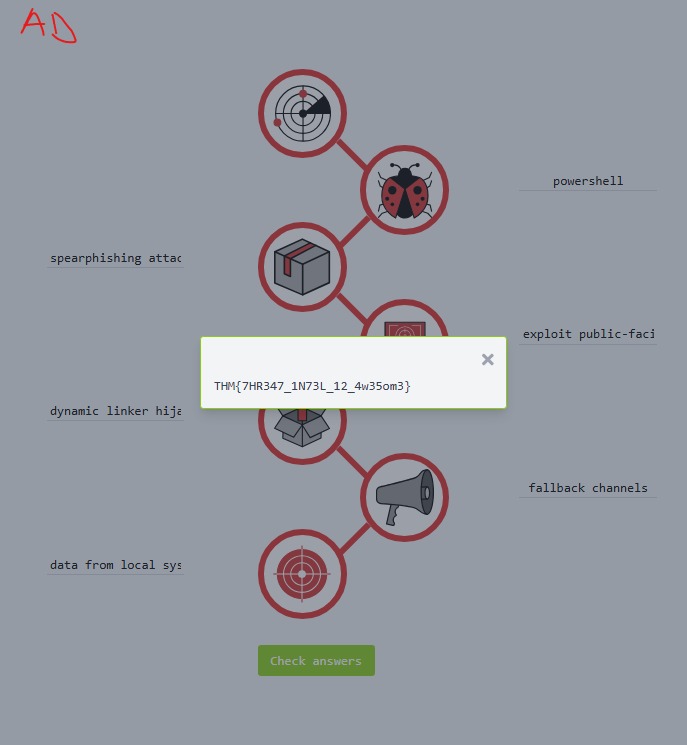 AD
powershell
spearphishing attac
exploit public-faci
THM{7HR347_1N73L_12_4w35om3}
dynamic linker hija
fallback channels
data from local sys
Check answers